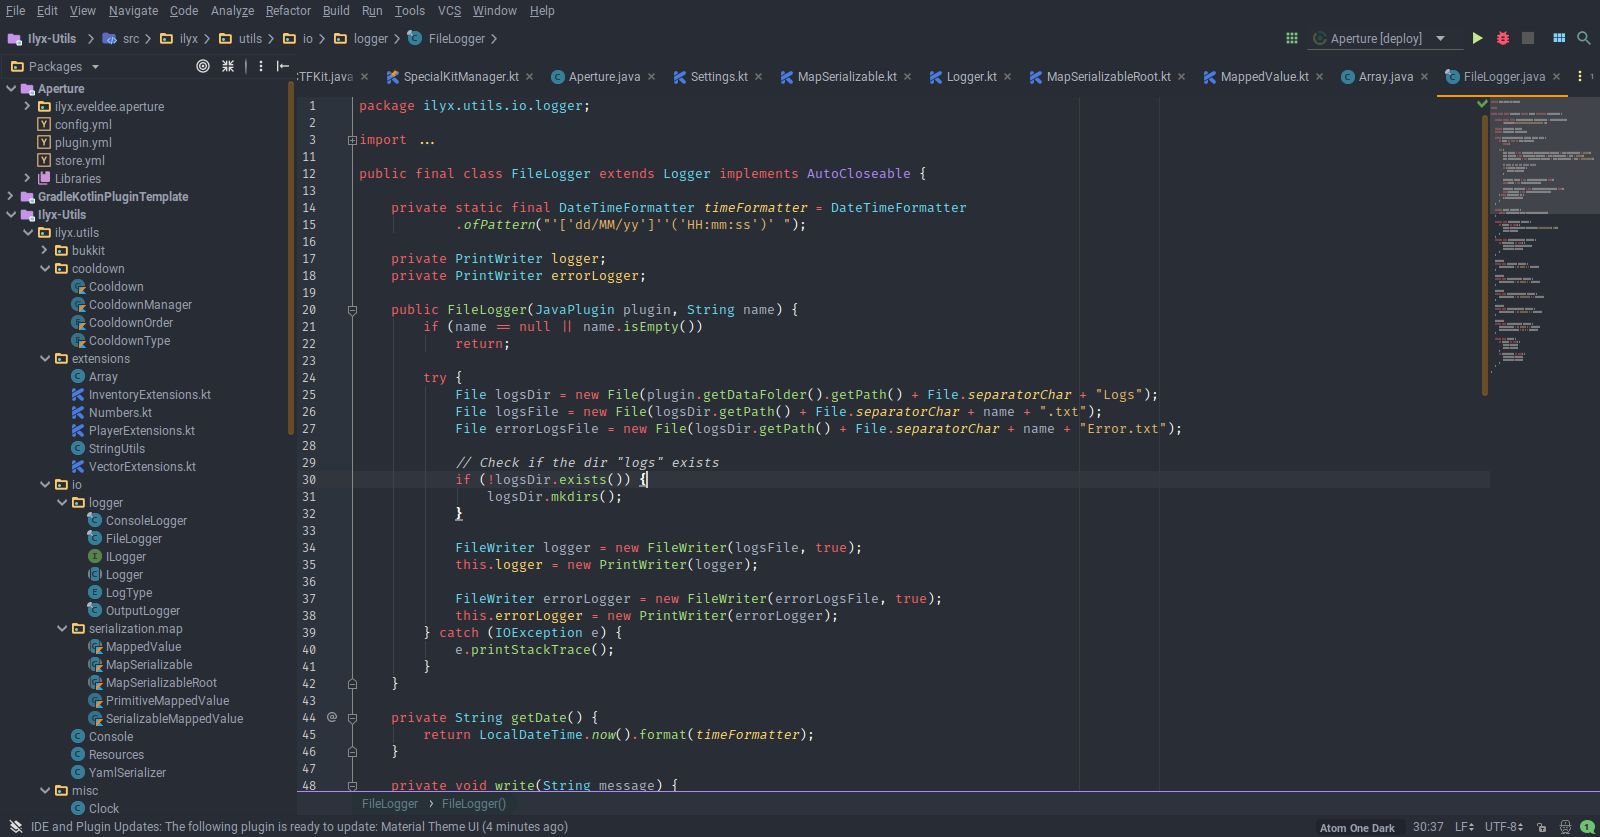 File Edit View Navigate Code Analyze Refactor Build Run Tools VCS Window Help
Ilyx-Utils src ilyx utils io logger FileLogger
Aperture [deploy]
Packages
:TFKit.java SpecialKitManager.kt Aperture.java Settings.kt MapSerializable.kt Logger.kt MapSerializableRoot.kt MappedValue.kt Array.java FileLogger.java
Aperture
ilyx.eveldee.aperture
config.yml
plugin.yml
store.yml
Libraries
GradleKotlinPluginTemplate
Ilyx-Utils
ilyx.utils
bukkit
cooldown
Cooldown
CooldownManager
CooldownOrder
CooldownType
extensions
Array
InventoryExtensions.kt
Numbers.kt
PlayerExtensions.kt
StringUtils
VectorExtensions.kt
io
logger
ConsoleLogger
FileLogger
ILogger
Logger
LogType
OutputLogger
serialization.map
MappedValue
MapSerializable
MapSerializableRoot
PrimitiveMappedValue
SerializableMappedValue
Console
Resources
YamlSerializer
misc
Clock
1 package ilyx.utils.io.logger;
2
3 import ...
11
12 public final class FileLogger extends Logger implements AutoCloseable {
13
14 private static final DateTimeFormatter timeFormatter = DateTimeFormatter
15 .ofPattern("'['dd/MM/yy']''('HH:mm:ss')' ");
16
17 private PrintWriter logger;
18 private PrintWriter errorLogger;
19
20 public FileLogger(JavaPlugin plugin, String name) {
21 if (name == null || name.isEmpty())
22 return;
23
24 try {
25 File logsDir = new File(plugin.getDataFolder().getPath() + File.separatorChar + "Logs");
26 File logsFile = new File(logsDir.getPath() + File.separatorChar + name + ".txt");
27 File errorLogsFile = new File(logsDir.getPath() + File.separatorChar + name + "Error.txt");
28
29 // Check if the dir "logs" exists
30 if (!logsDir.exists()) {
31 logsDir.mkdirs();
32 }
33
34 FileWriter logger = new FileWriter(logsFile, true);
35 this.logger = new PrintWriter(logger);
36
37 FileWriter errorLogger = new FileWriter(errorLogsFile, true);
38 this.errorLogger = new PrintWriter(errorLogger);
39 } catch (IOException e) {
40 e.printStackTrace();
41 }
42 }
43
44 @ private String getDate() {
45 return LocalDateTime.now().format(timeFormatter);
46 }
47
48 private void write(String message) {
FileLogger FileLogger()
IDE and Plugin Updates: The following plugin is ready to update: Material Theme UI (4 minutes ago)
Atom One Dark 30:37 LF UTF-8 1